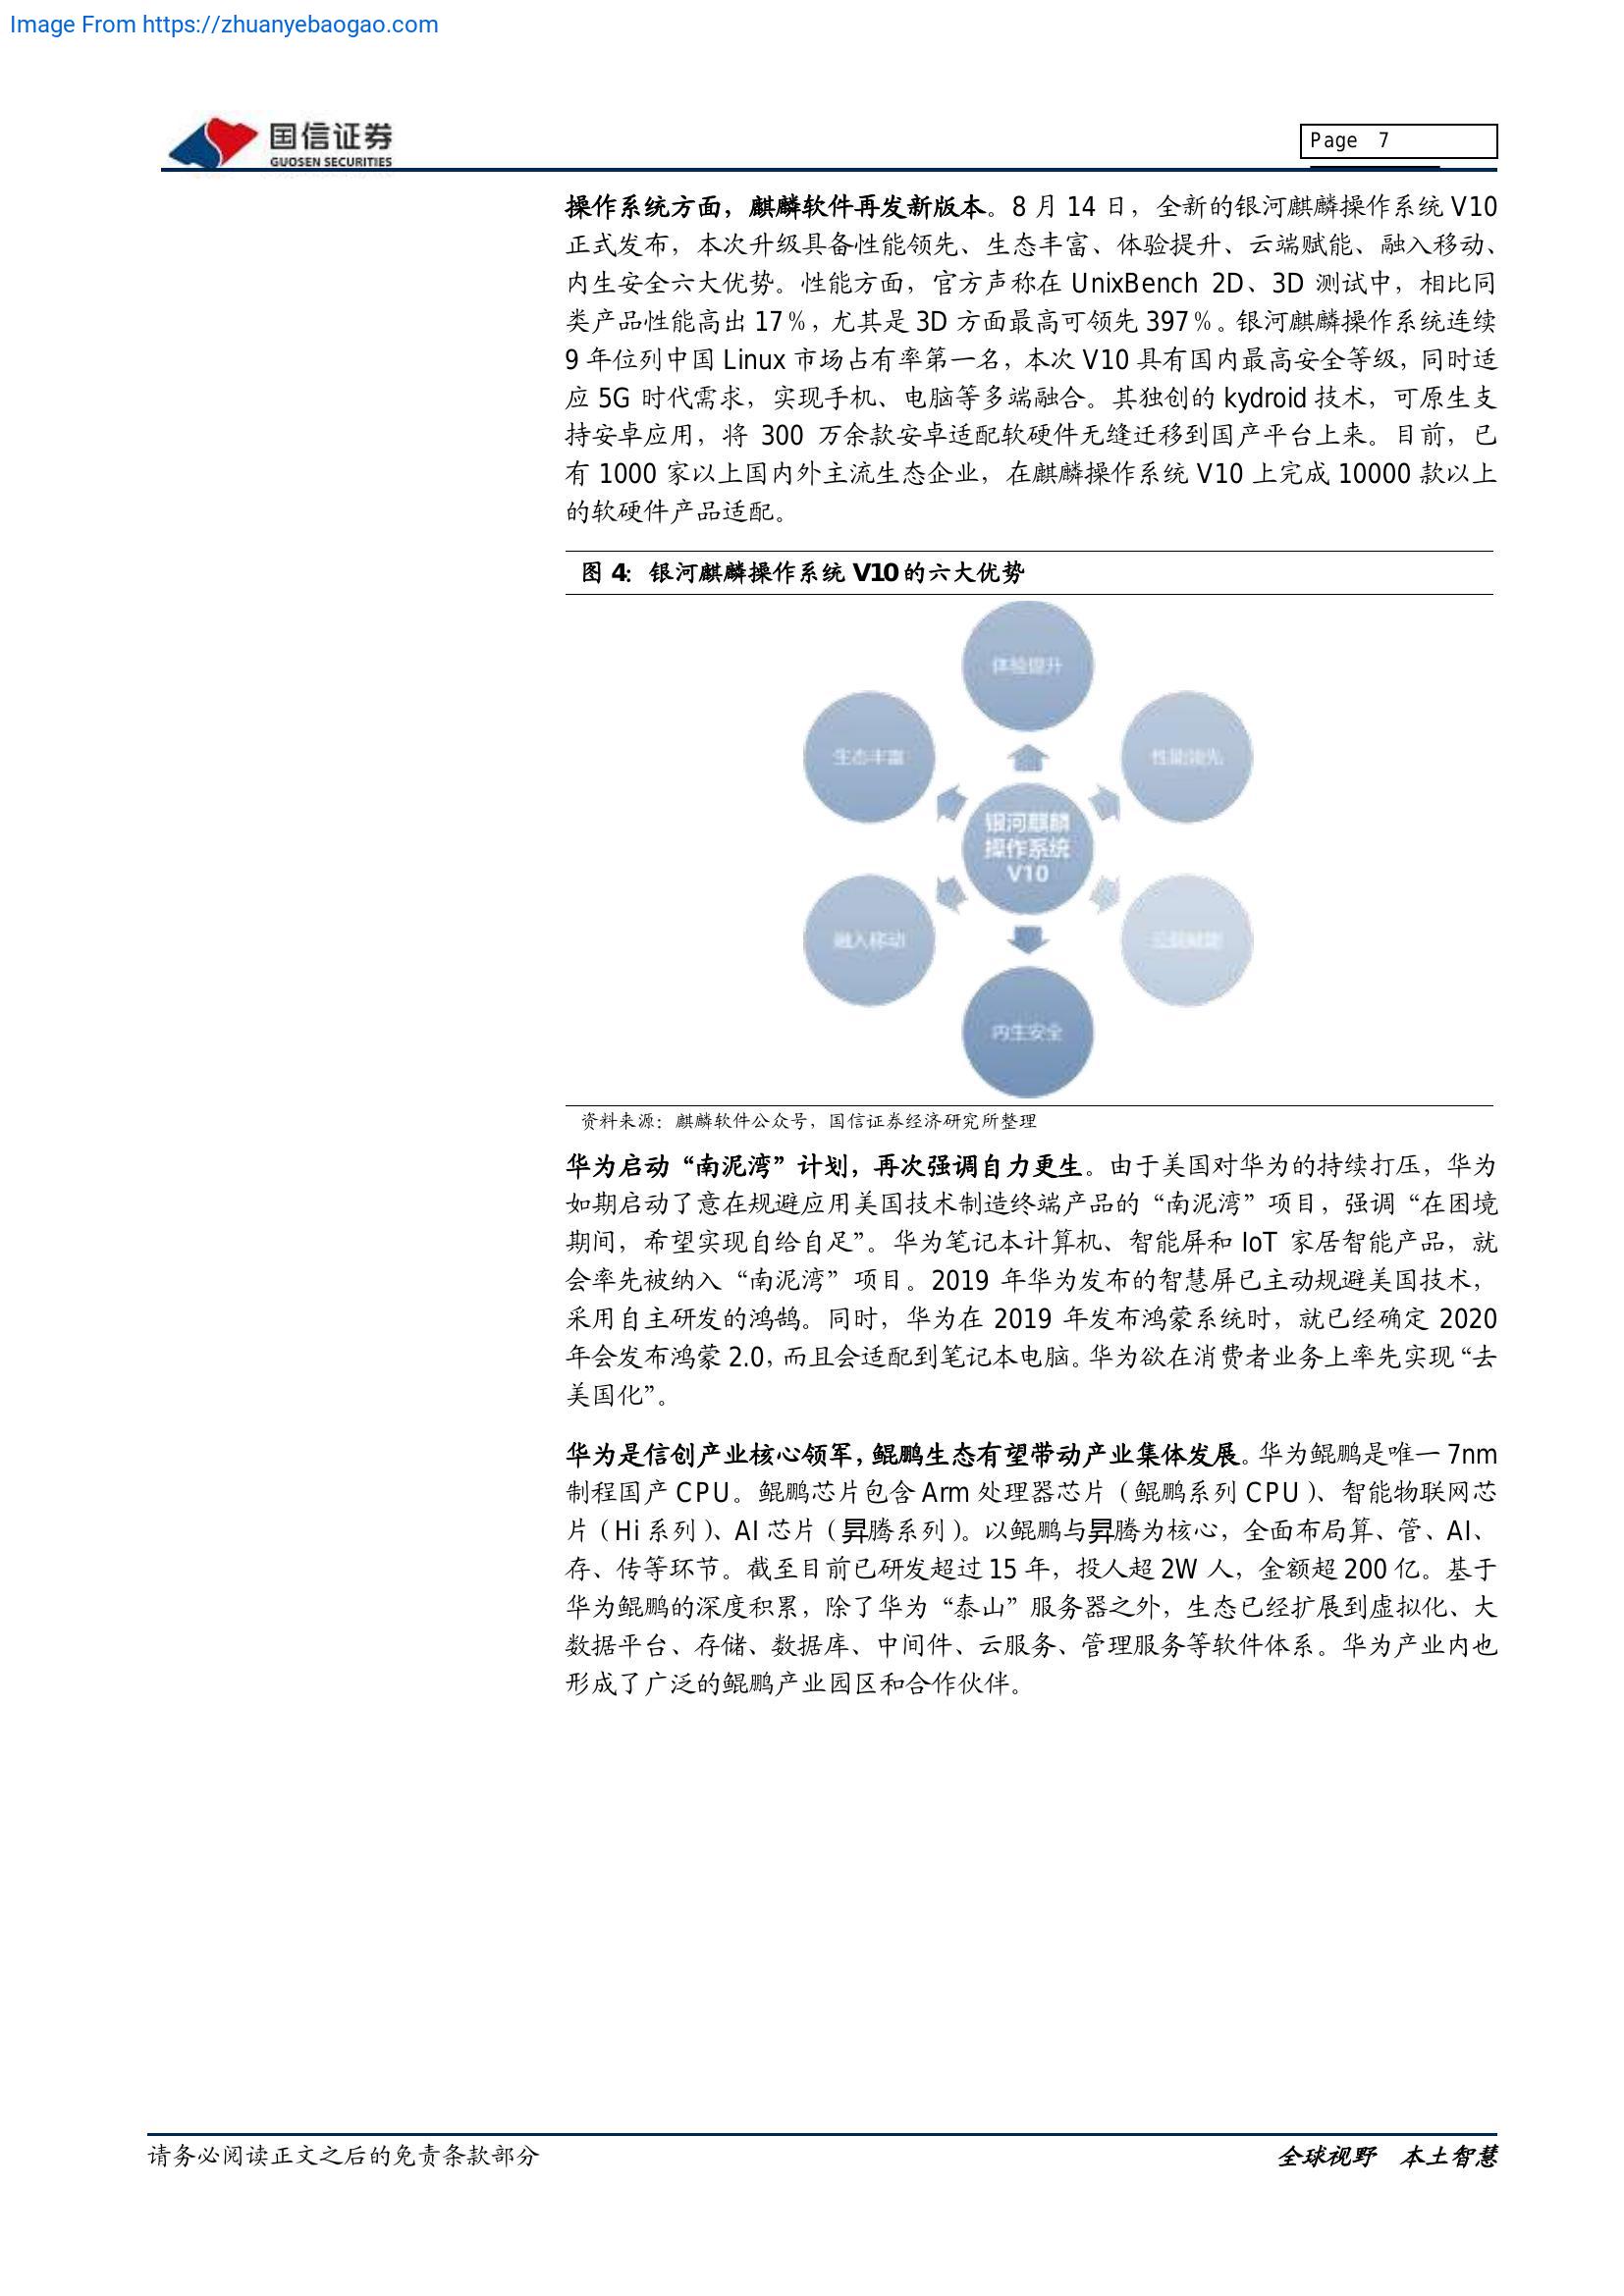 Image From https://zhuanyebaogao.com
国信证券
GUOSEN SECURITIES
Page 7
操作系统方面，麒麟软件再发新版本。8 月 14 日，全新的银河麒麟操作系统 V10
正式发布，本次升级具备性能领先、生态丰富、体验提升、云端赋能、融入移动、
内生安全六大优势。性能方面，官方声称在 UnixBench 2D、3D 测试中，相比同
类产品性能高出 17%，尤其是 3D 方面最高可领先 397%。银河麒麟操作系统连续
9 年位列中国 Linux 市场占有率第一名，本次 V10 具有国内最高安全等级，同时适
应 5G 时代需求，实现手机、电脑等多端融合。其独创的 kydroid 技术，可原生支
持安卓应用，将 300 万余款安卓适配软硬件无缝迁移到国产平台上来。目前，已
有 1000 家以上国内外主流生态企业，在麒麟操作系统 V10 上完成 10000 款以上
的软硬件产品适配。
图 4：银河麒麟操作系统 V10 的六大优势
体验提升
生态丰富
性能领先
银河麒麟
操作系统
V10
融入移动
云端赋能
内生安全
资料来源：麒麟软件公众号，国信证券经济研究所整理
华为启动“南泥湾”计划，再次强调自力更生。由于美国对华为的持续打压，华为
如期启动了意在规避应用美国技术制造终端产品的“南泥湾”项目，强调“在困境
期间，希望实现自给自足”。华为笔记本计算机、智能屏和 IoT 家居智能产品，就
会率先被纳入“南泥湾”项目。2019 年华为发布的智慧屏已主动规避美国技术，
采用自主研发的鸿鹄。同时，华为在 2019 年发布鸿蒙系统时，就已经确定 2020
年会发布鸿蒙 2.0，而且会适配到笔记本电脑。华为欲在消费者业务上率先实现“去
美国化”。
华为是信创产业核心领军，鲲鹏生态有望带动产业集体发展。华为鲲鹏是唯一 7nm
制程国产 CPU。鲲鹏芯片包含 Arm 处理器芯片（鲲鹏系列 CPU）、智能物联网芯
片（Hi 系列）、AI 芯片（昇腾系列）。以鲲鹏与昇腾为核心，全面布局算、管、AI、
存、传等环节。截至目前已研发超过 15 年，投人超 2W 人，金额超 200 亿。基于
华为鲲鹏的深度积累，除了华为“泰山”服务器之外，生态已经扩展到虚拟化、大
数据平台、存储、数据库、中间件、云服务、管理服务等软件体系。华为产业内也
形成了广泛的鲲鹏产业园区和合作伙伴。
请务必阅读正文之后的免责条款部分
全球视野 本土智慧